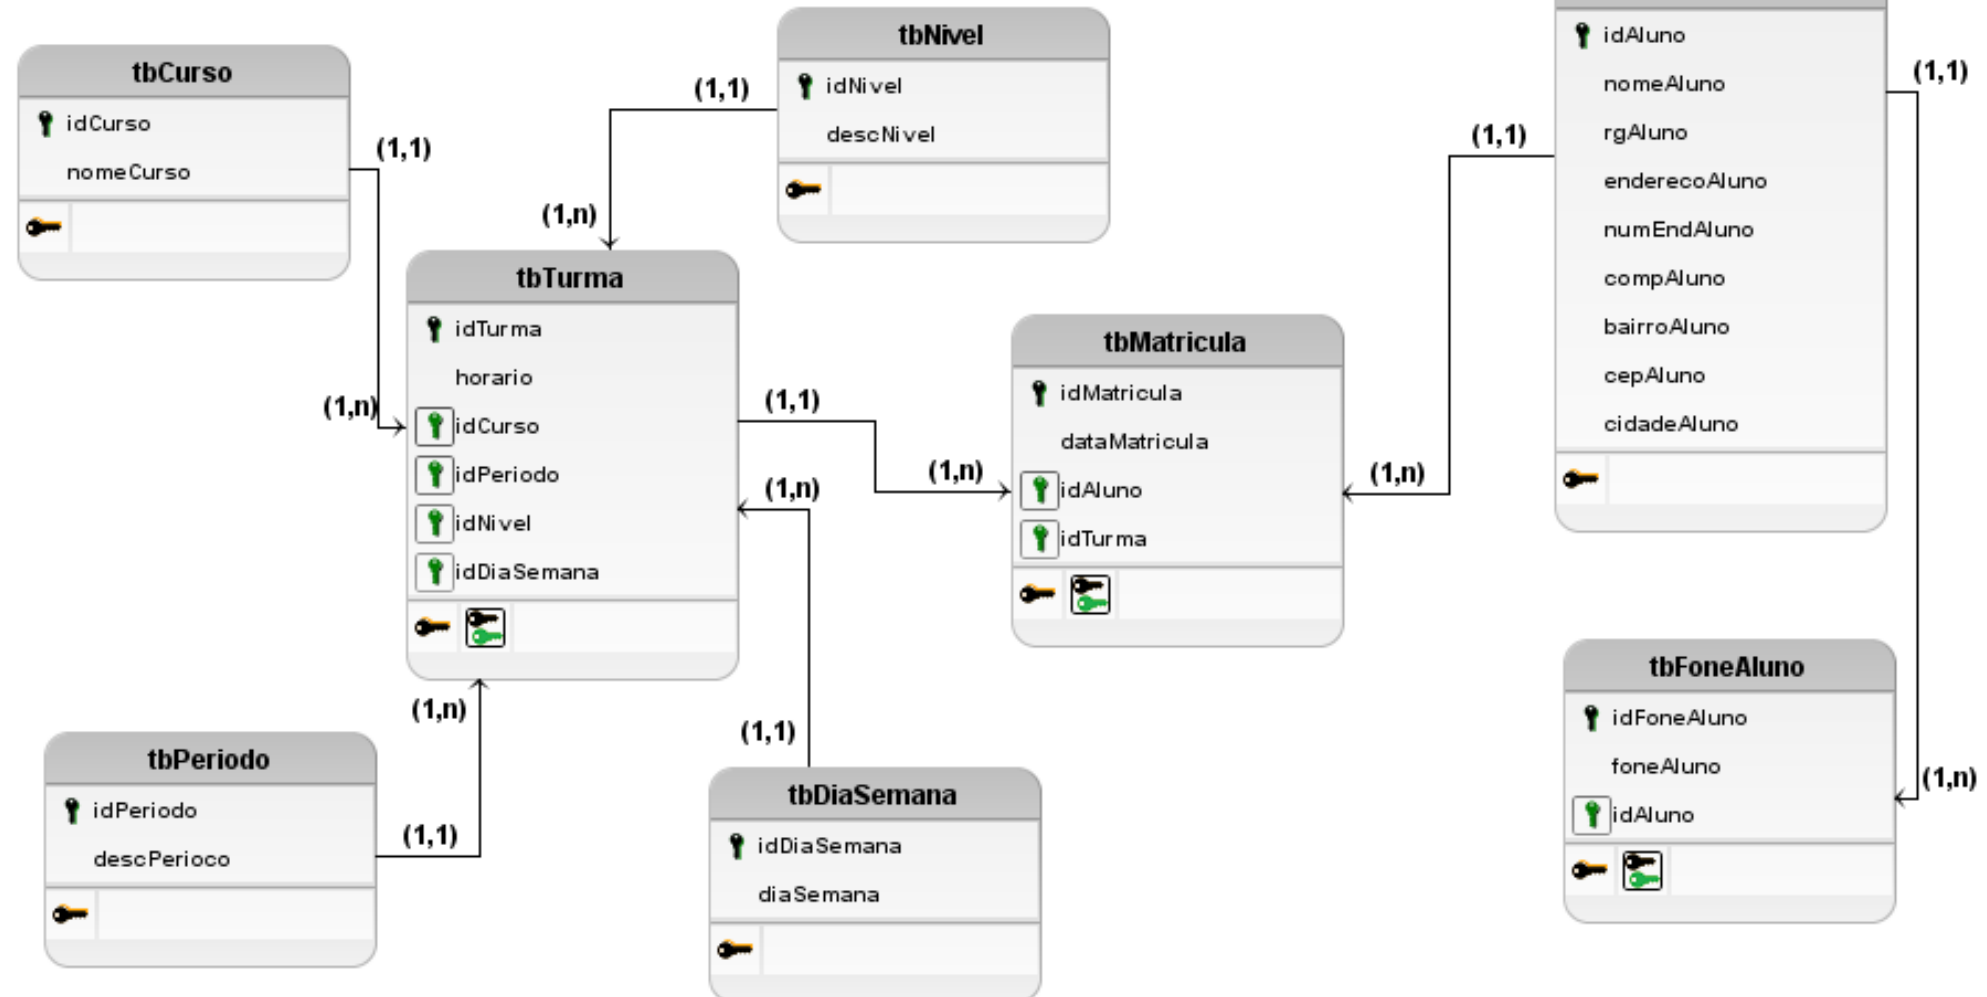 tbCurso
idCurso
nomeCurso
(1,1)
(1,n)
tbNivel
idNivel
descNivel
(1,1)
(1,n)
tbTurma
idTurma
horario
idCurso
idPeriodo
idNivel
idDiaSemana
(1,1)
(1,n)
(1,n)
(1,1)
(1,n)
(1,1)
tbPeriodo
idPeriodo
descPerioco
tbDiaSemana
idDiaSemana
diaSemana
tbMatricula
idMatricula
dataMatricula
idAluno
idTurma
(1,1)
(1,n)
idAluno
nomeAluno
rgAluno
enderecoAluno
numEndAluno
compAluno
bairroAluno
cepAluno
cidadeAluno
(1,1)
(1,n)
tbFoneAluno
idFoneAluno
foneAluno
idAluno